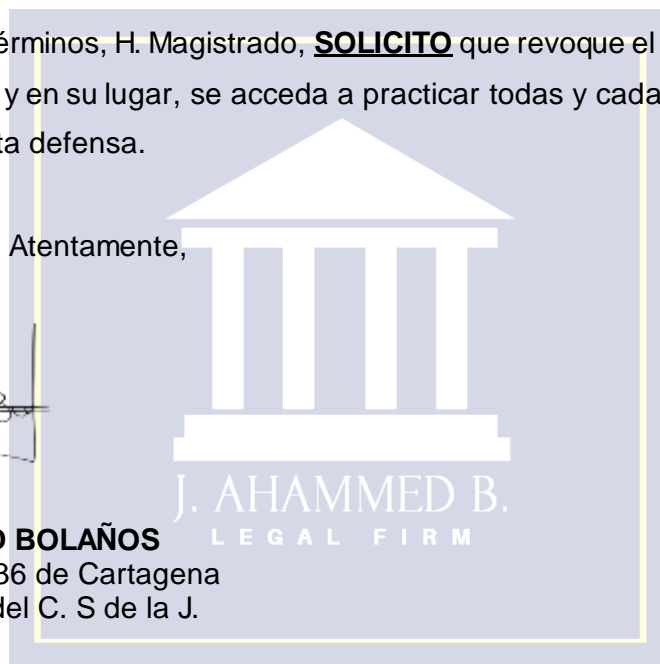 érminos, H. Magistrado, SOLICITO que revoque el
y en su lugar, se acceda a practicar todas y cada
ta defensa.
Atentamente,
J. AHAMMED B.
LEGAL FIRM
O BOLAÑOS
36 de Cartagena
del C. S de la J.